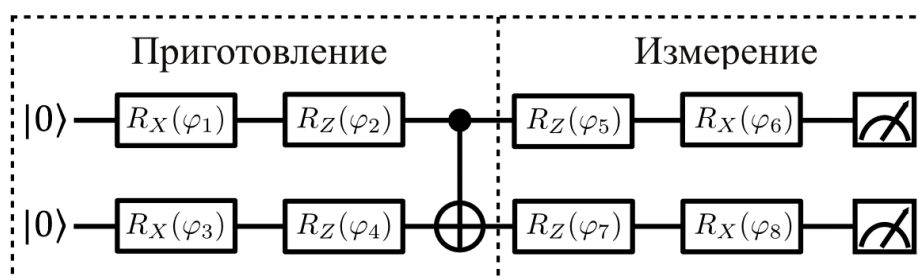 Приготовление Измерение
|0⟩ R_X(φ₁) R_Z(φ₂) R_Z(φ₅) R_X(φ₆)
|0⟩ R_X(φ₃) R_Z(φ₄) R_Z(φ₇) R_X(φ₈)